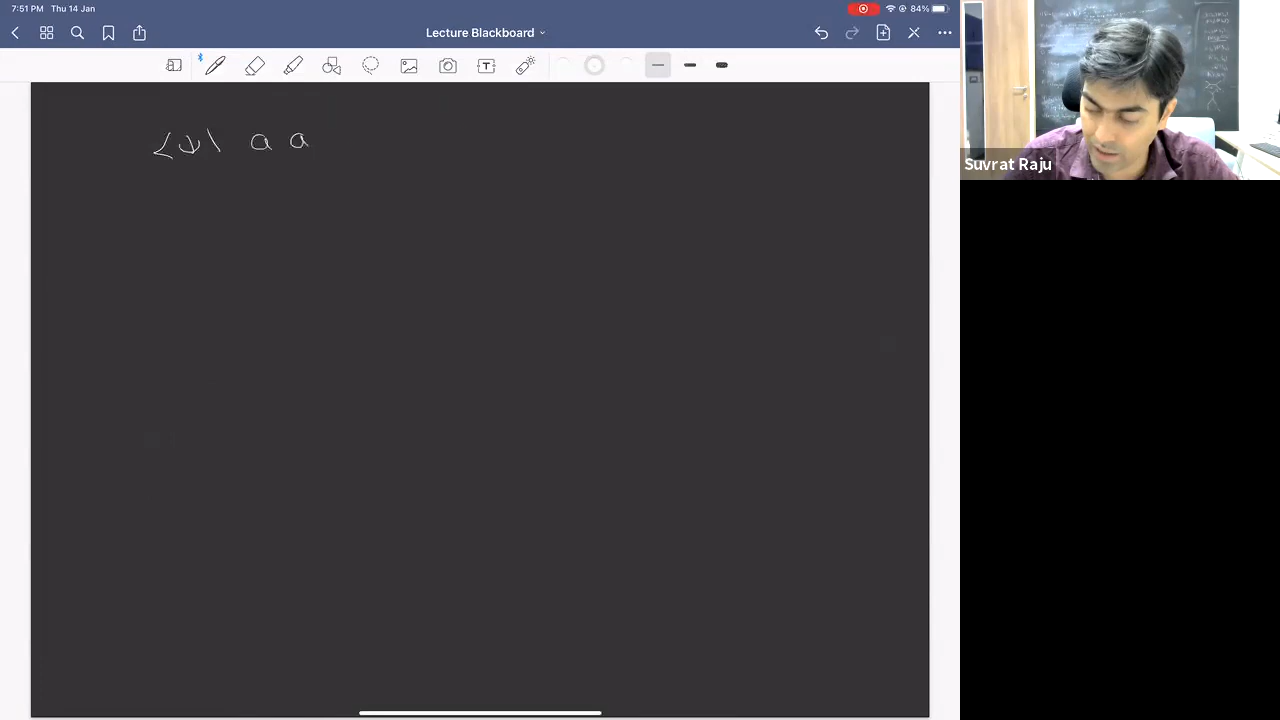 7:51 PM Thu 14 Jan
84%
Lecture Blackboard
⟨ψ| a a
Suvrat Raju